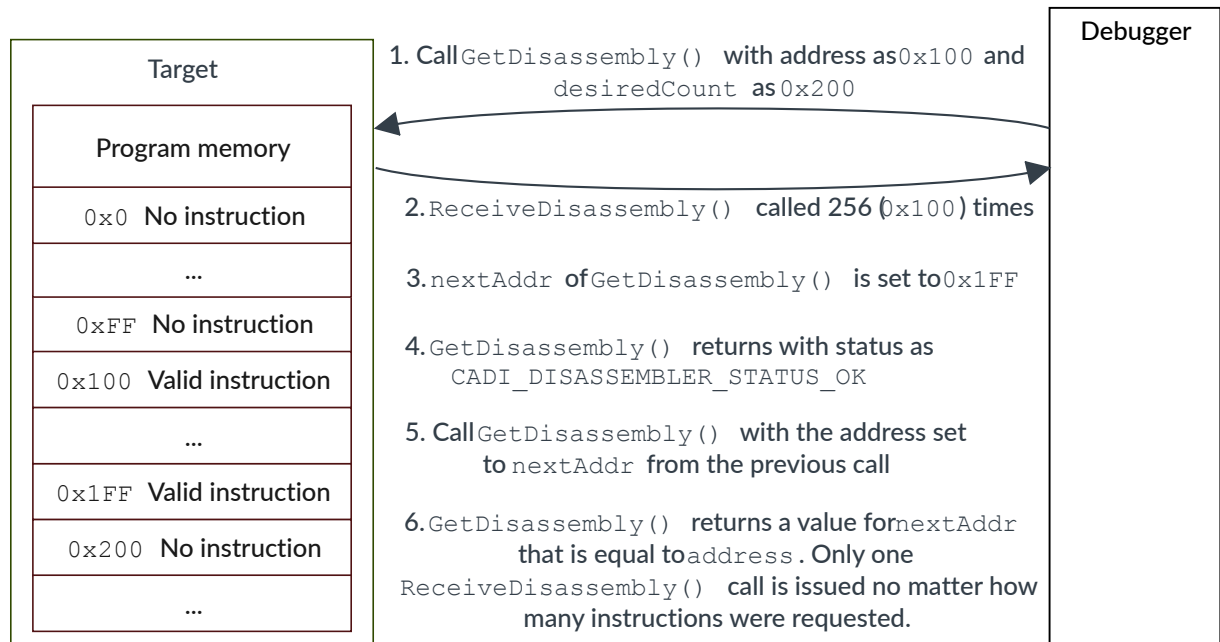 Debugger
Target
Program memory
0x0 No instruction
...
0xFF No instruction
0x100 Valid instruction
...
0x1FF Valid instruction
0x200 No instruction
...
1. Call GetDisassembly() with address as 0x100 and
desiredCount as 0x200
2. ReceiveDisassembly() called 256 (0x100) times
3. nextAddr of GetDisassembly() is set to 0x1FF
4. GetDisassembly() returns with status as
CADI_DISASSEMBLER_STATUS_OK
5. Call GetDisassembly() with the address set
to nextAddr from the previous call
6. GetDisassembly() returns a value for nextAddr
that is equal to address. Only one
ReceiveDisassembly() call is issued no matter how
many instructions were requested.